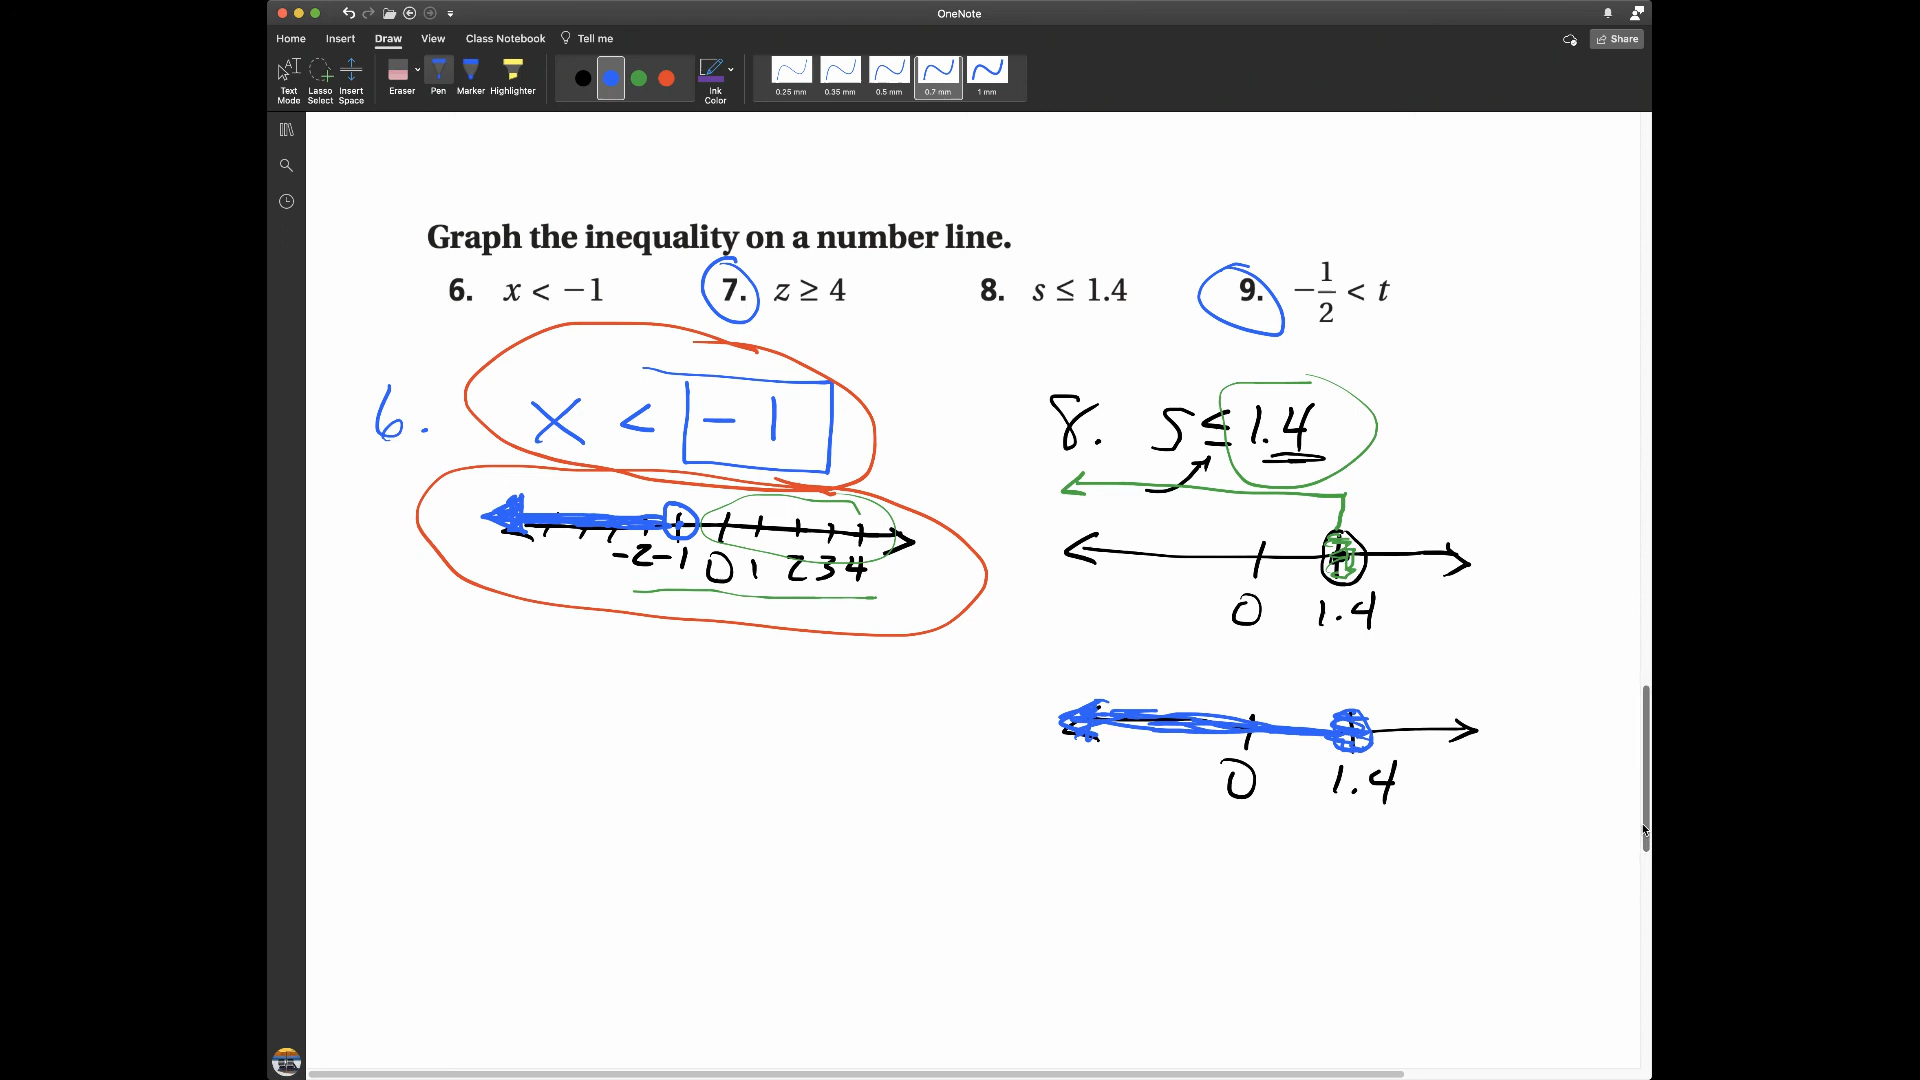 OneNote
Home Insert Draw View Class Notebook Tell me
Share
Text Mode
Lasso Select
Insert Space
Eraser
Pen
Marker
Highlighter
Ink Color
0.25 mm
0.35 mm
0.5 mm
0.7 mm
1 mm
Graph the inequality on a number line.
6. x < −1 7. z ≥ 4 8. s ≤ 1.4 9. −1/2 < t
6. x < −1
-2 -1 0 1 2 3 4
8. s ≤ 1.4
0 1.4
0 1.4